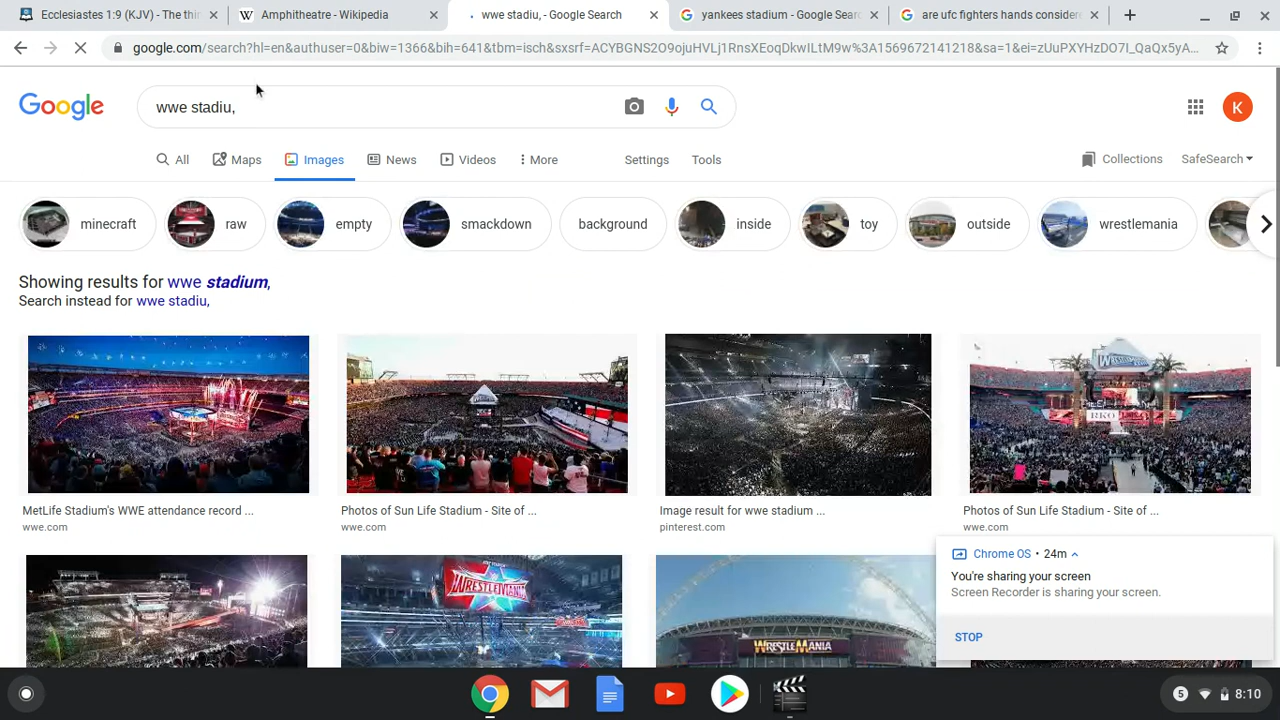 Ecclesiastes 1:9 (KJV) - The thin
Amphitheatre - Wikipedia
wwe stadiu, - Google Search
yankees stadium - Google Searc
are ufc fighters hands considere
google.com/search?hl=en&authuser=0&biw=1366&bih=641&tbm=isch&sxsrf=ACYBGNS2O9ojuHVLj1RnsXEoqDkwILtM9w%3A1569672141218&sa=1&ei=zUuPXYHzDO7I_QaQx5yA...
Google
wwe stadiu,
K
All
Maps
Images
News
Videos
More
Settings
Tools
Collections
SafeSearch
minecraft
raw
empty
smackdown
background
inside
toy
outside
wrestlemania
Showing results for wwe stadium,
Search instead for wwe stadiu,
RKO
MetLife Stadium's WWE attendance record ...
wwe.com
Photos of Sun Life Stadium - Site of ...
wwe.com
Image result for wwe stadium ...
pinterest.com
Photos of Sun Life Stadium - Site of ...
wwe.com
WRESTLEMANIA
WRESTLEMANIA
Chrome OS • 24m
You're sharing your screen
Screen Recorder is sharing your screen.
STOP
5
8:10